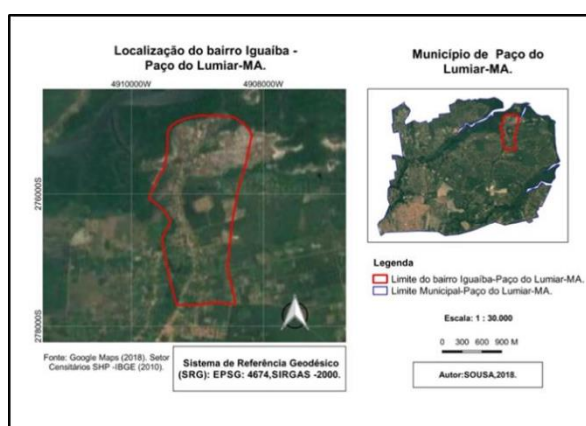 Localização do bairro Iguaíba -
Paço do Lumiar-MA.
4910000W
4908000W
276000S
278000S
Fonte: Google Maps (2018). Setor
Censitários SHP -IBGE (2010).
Sistema de Referência Geodésico
(SRG): EPSG: 4674,SIRGAS -2000.
Município de Paço do
Lumiar-MA.
Legenda
Limite do bairro Iguaíba-Paço do Lumiar-MA.
Limite Municipal-Paço do Lumiar-MA.
Escala: 1 : 30.000
0 300 600 900 M
Autor:SOUSA,2018.